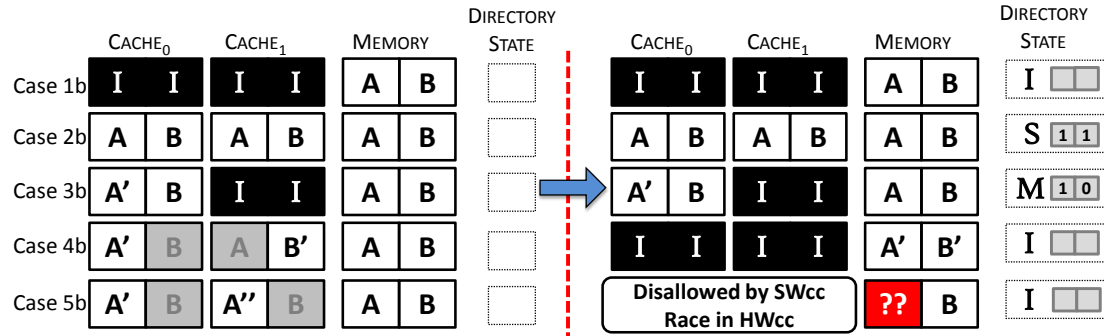 DIRECTORY DIRECTORY
CACHE0 CACHE1 MEMORY STATE CACHE0 CACHE1 MEMORY STATE
Case 1b I I I I A B I I I I A B I
Case 2b A B A B A B A B A B A B S 1 1
Case 3b A' B I I A B A' B I I A B M 1 0
Case 4b A' B A B' A B I I I I A' B' I
Case 5b A' B A'' B A B Disallowed by SWcc ?? B I
Race in HWcc